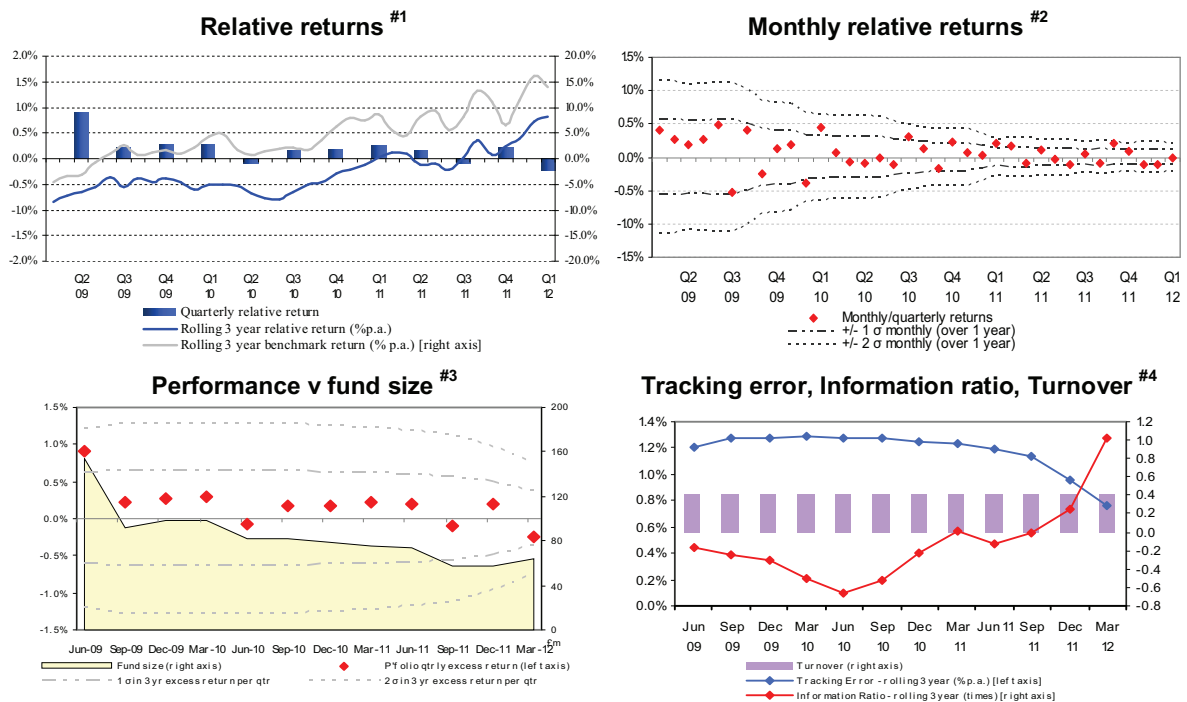 Relative returns #1
2.0%
1.5%
1.0%
0.5%
0.0%
-0.5%
-1.0%
-1.5%
-2.0%
20.0%
15.0%
10.0%
5.0%
0.0%
-5.0%
-10.0%
-15.0%
-20.0%
Q2 Q3 Q4 Q1 Q2 Q3 Q4 Q1 Q2 Q3 Q4 Q1
09 09 09 10 10 10 10 11 11 11 11 12
Quarterly relative return
Rolling 3 year relative return (%p.a.)
Rolling 3 year benchmark return (% p.a.) [right axis]
Monthly relative returns #2
1.5%
1.0%
0.5%
0.0%
-0.5%
-1.0%
-1.5%
Q2 Q3 Q4 Q1 Q2 Q3 Q4 Q1 Q2 Q3 Q4 Q1
09 09 09 10 10 10 10 11 11 11 11 12
Monthly/quarterly returns
+/- 1 σ monthly (over 1 year)
+/- 2 σ monthly (over 1 year)
Performance v fund size #3
1.5%
1.0%
0.5%
0.0%
-0.5%
-1.0%
-1.5%
200
160
120
80
40
0
£m
Jun-09 Sep-09 Dec-09 Mar-10 Jun-10 Sep-10 Dec-10 Mar-11 Jun-11 Sep-11 Dec-11 Mar-12
Fund size (right axis)
P'f olio qtrly excess return (left axis)
1 σ in 3 yr excess return per qtr
2 σ in 3 yr excess return per qtr
Tracking error, Information ratio, Turnover #4
1.4%
1.2%
1.0%
0.8%
0.6%
0.4%
0.2%
0.0%
1.2
1.0
0.8
0.6
0.4
0.2
0.0
-0.2
-0.4
-0.6
-0.8
Jun Sep Dec Mar Jun Sep Dec Mar Jun 11 Sep Dec Mar
09 09 09 10 10 10 10 11 11 11 12
Turnover (right axis)
Tracking Error - rolling 3 year (%p.a.) [left axis]
Information Ratio - rolling 3 year (times) [right axis]